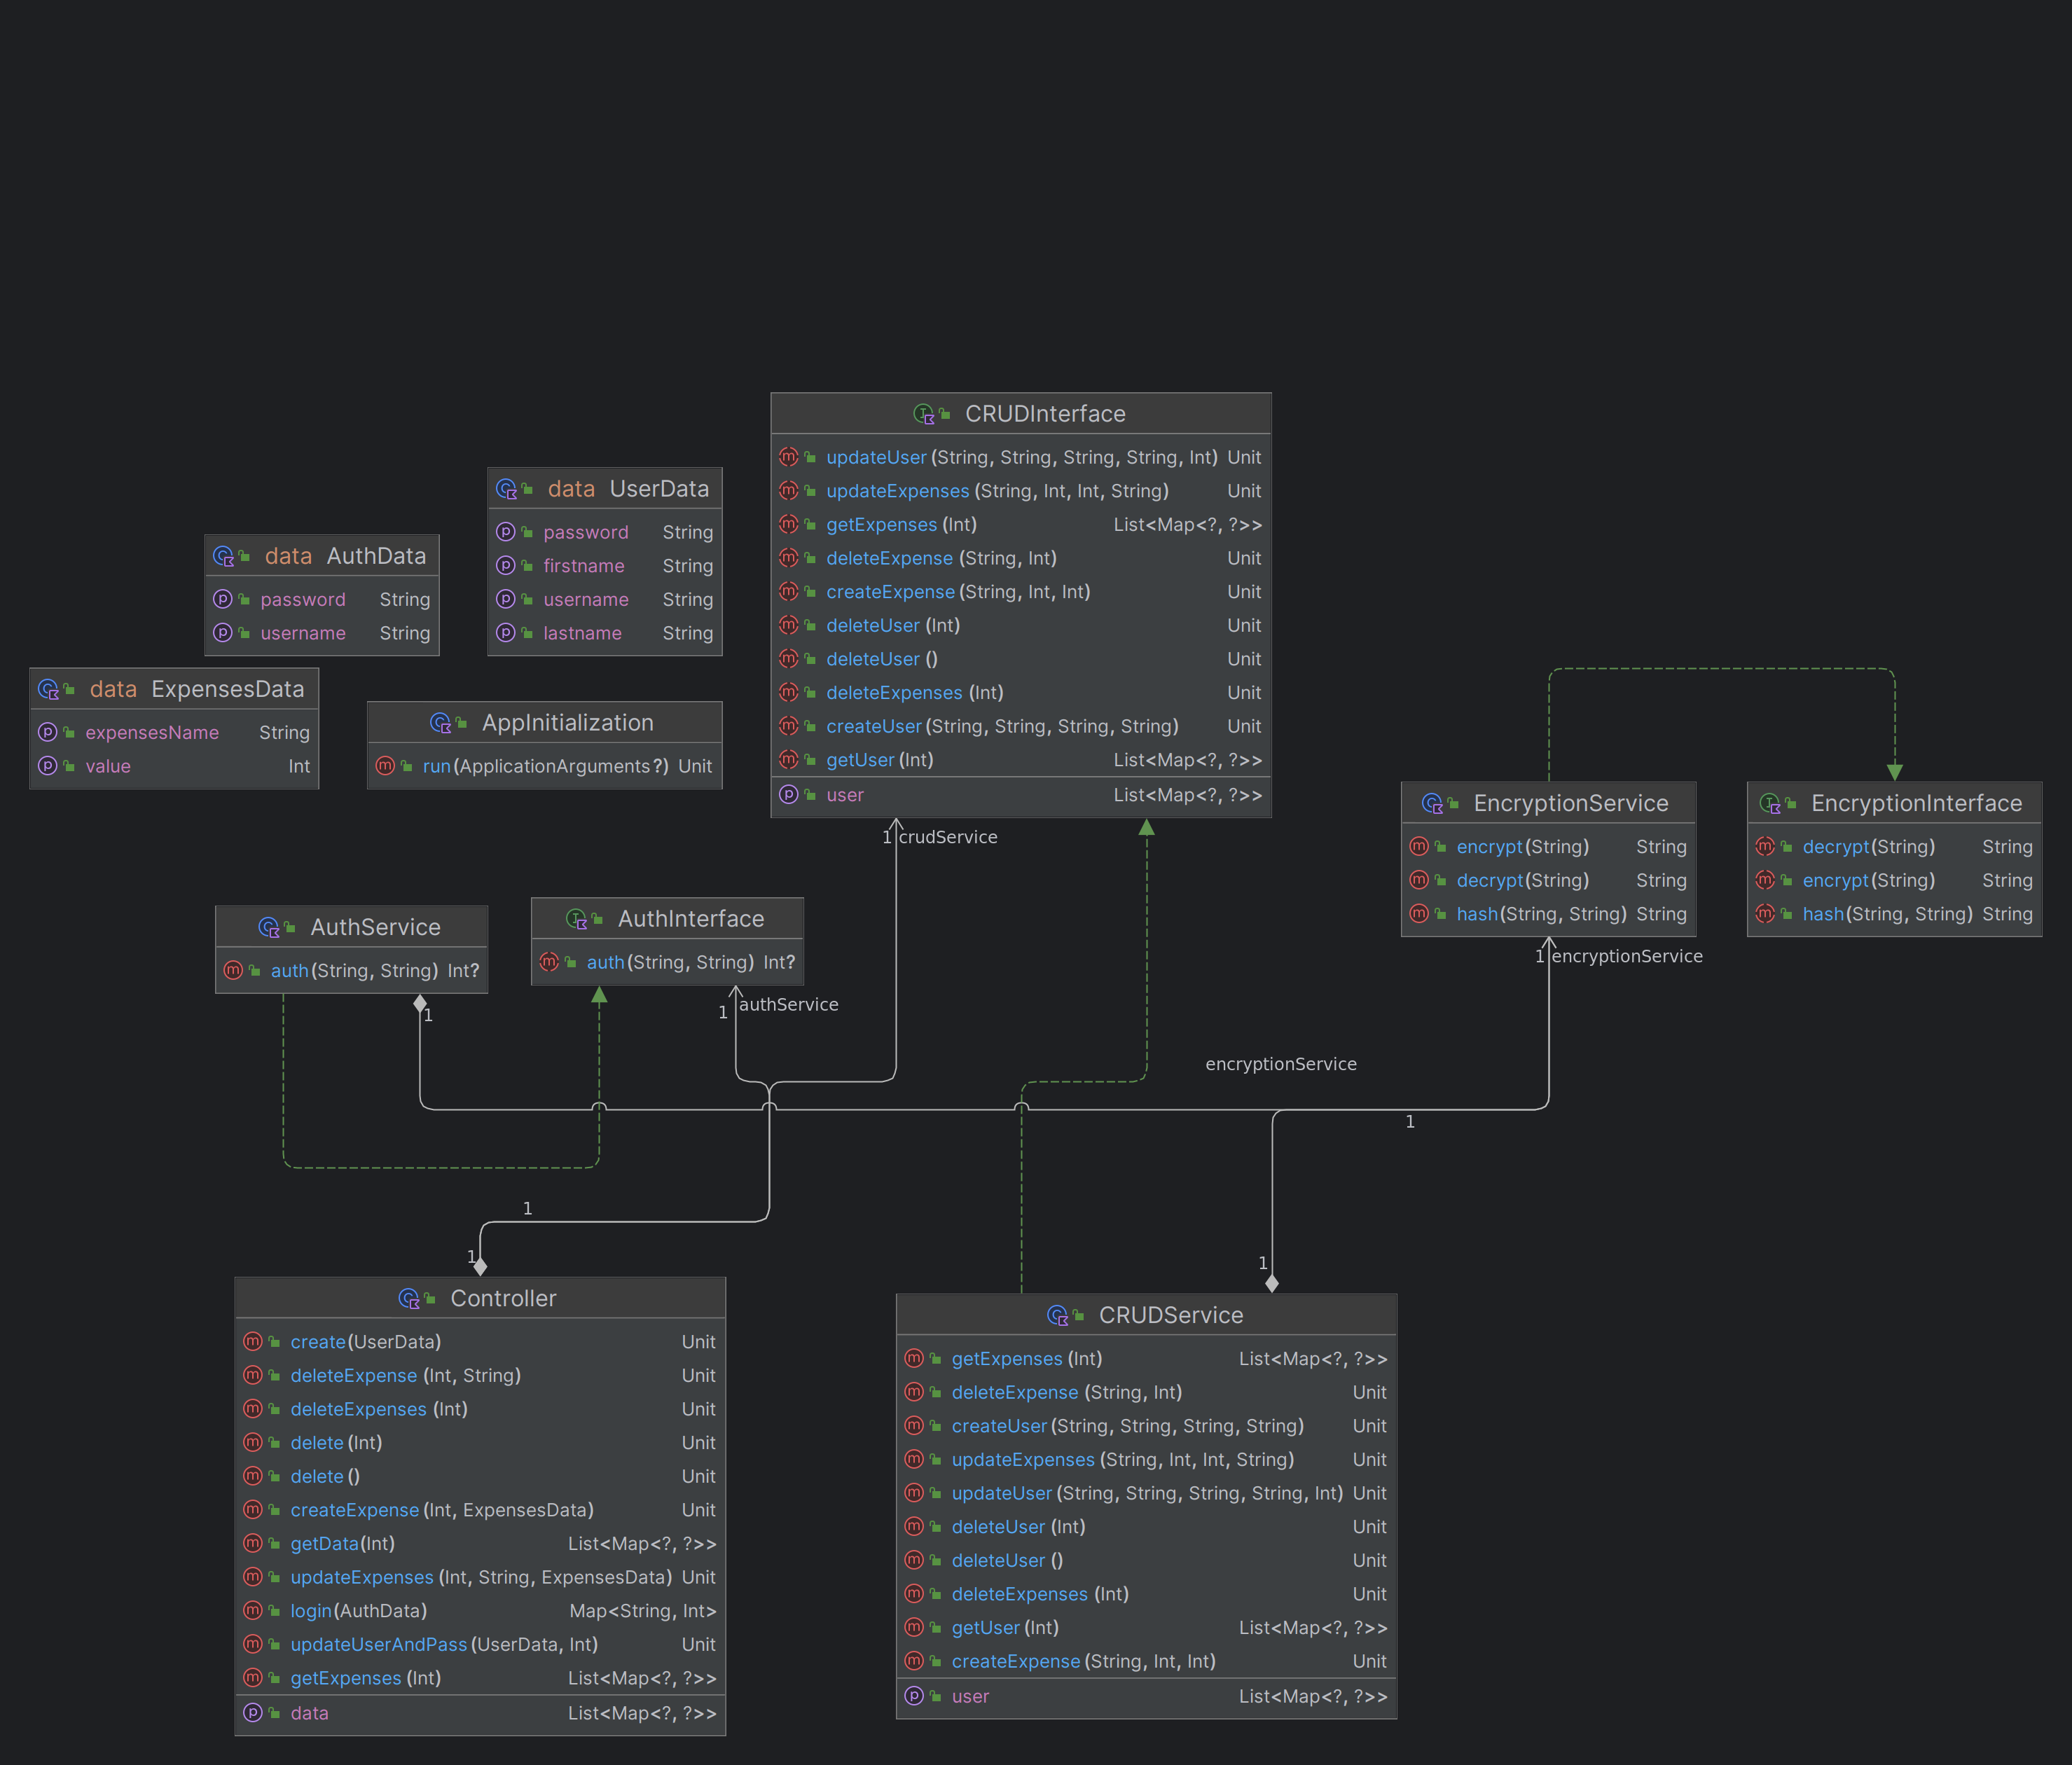 CRUDInterface
updateUser(String, String, String, String, Int) Unit
updateExpenses(String, Int, Int, String) Unit
getExpenses(Int) List<Map<?, ?>>
deleteExpense(String, Int) Unit
createExpense(String, Int, Int) Unit
deleteUser(Int) Unit
deleteUser() Unit
deleteExpenses(Int) Unit
createUser(String, String, String, String) Unit
getUser(Int) List<Map<?, ?>>
user List<Map<?, ?>>
data UserData
password String
firstname String
username String
lastname String
data AuthData
password String
username String
data ExpensesData
expensesName String
value Int
AppInitialization
run(ApplicationArguments?) Unit
EncryptionService
encrypt(String) String
decrypt(String) String
hash(String, String) String
EncryptionInterface
decrypt(String) String
encrypt(String) String
hash(String, String) String
1 crudService
AuthService
auth(String, String) Int?
AuthInterface
auth(String, String) Int?
1 encryptionService
1 authService
1
encryptionService
1
1
1
1
Controller
create(UserData) Unit
deleteExpense(Int, String) Unit
deleteExpenses(Int) Unit
delete(Int) Unit
delete() Unit
createExpense(Int, ExpensesData) Unit
getData(Int) List<Map<?, ?>>
updateExpenses(Int, String, ExpensesData) Unit
login(AuthData) Map<String, Int>
updateUserAndPass(UserData, Int) Unit
getExpenses(Int) List<Map<?, ?>>
data List<Map<?, ?>>
CRUDService
getExpenses(Int) List<Map<?, ?>>
deleteExpense(String, Int) Unit
createUser(String, String, String, String) Unit
updateExpenses(String, Int, Int, String) Unit
updateUser(String, String, String, String, Int) Unit
deleteUser(Int) Unit
deleteUser() Unit
deleteExpenses(Int) Unit
getUser(Int) List<Map<?, ?>>
createExpense(String, Int, Int) Unit
user List<Map<?, ?>>